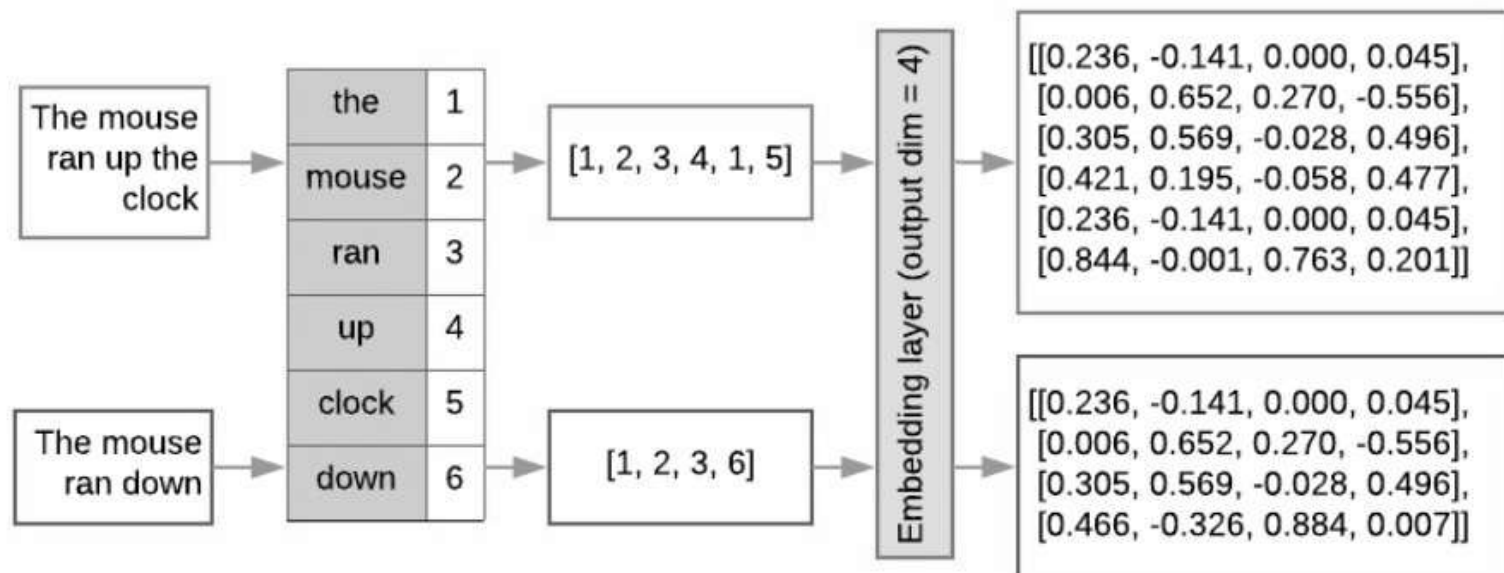 The mouse
ran up the
clock
the 1
mouse 2
ran 3
up 4
clock 5
down 6
[1, 2, 3, 4, 1, 5]
Embedding layer (output dim = 4)
[[0.236, -0.141, 0.000, 0.045],
[0.006, 0.652, 0.270, -0.556],
[0.305, 0.569, -0.028, 0.496],
[0.421, 0.195, -0.058, 0.477],
[0.236, -0.141, 0.000, 0.045],
[0.844, -0.001, 0.763, 0.201]]
The mouse
ran down
[1, 2, 3, 6]
[[0.236, -0.141, 0.000, 0.045],
[0.006, 0.652, 0.270, -0.556],
[0.305, 0.569, -0.028, 0.496],
[0.466, -0.326, 0.884, 0.007]]